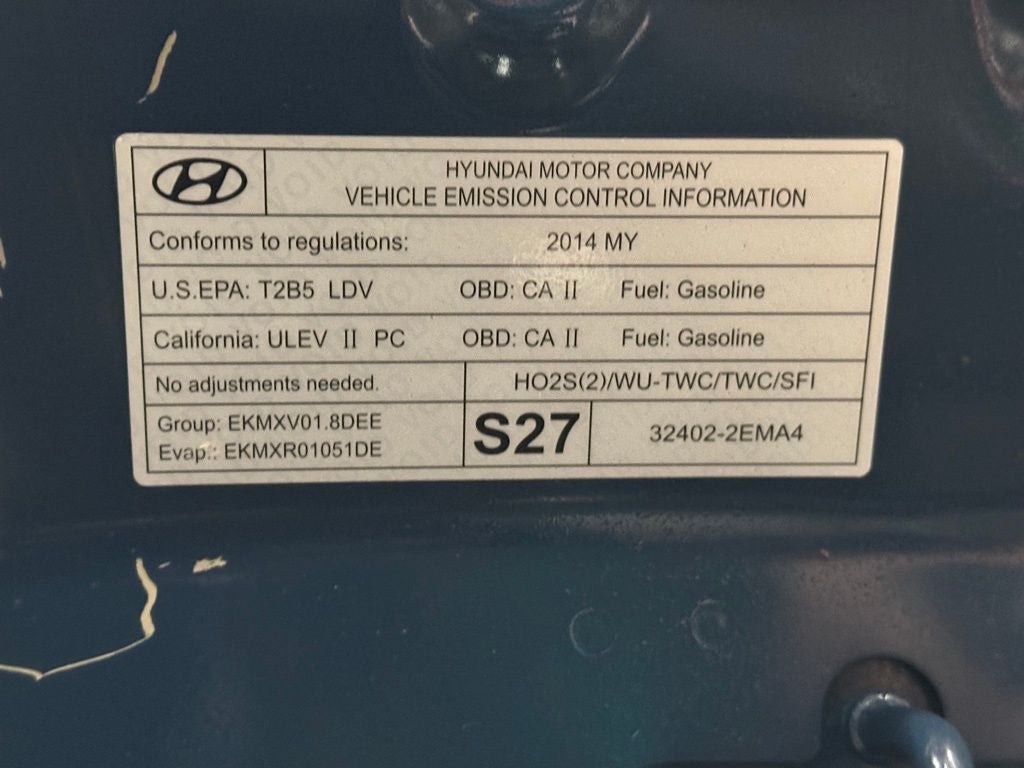 HYUNDAI MOTOR COMPANY
VEHICLE EMISSION CONTROL INFORMATION
Conforms to regulations: 2014 MY
U.S.EPA: T2B5 LDV OBD: CA II Fuel: Gasoline
California: ULEV II PC OBD: CA II Fuel: Gasoline
No adjustments needed. HO2S(2)/WU-TWC/TWC/SFI
Group: EKMXV01.8DEE
Evap.: EKMXR01051DE
S27
32402-2EMA4